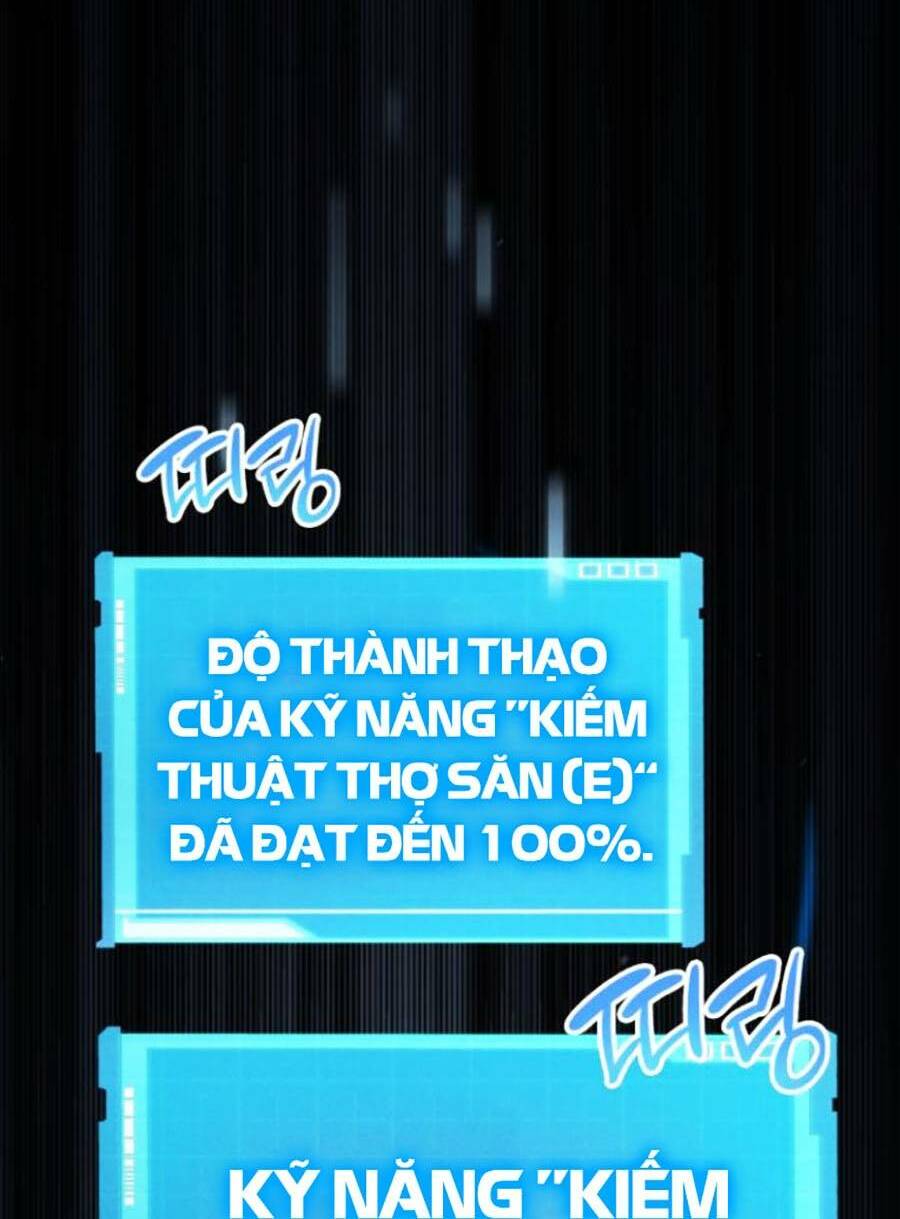 띠링
ĐỘ THÀNH THẠO
CỦA KỸ NĂNG "KIẾM
THUẬT THỢ SĂN (E)“
ĐÃ ĐẠT ĐẾN 100%.
띠링
KỸ NĂNG "KIẾM